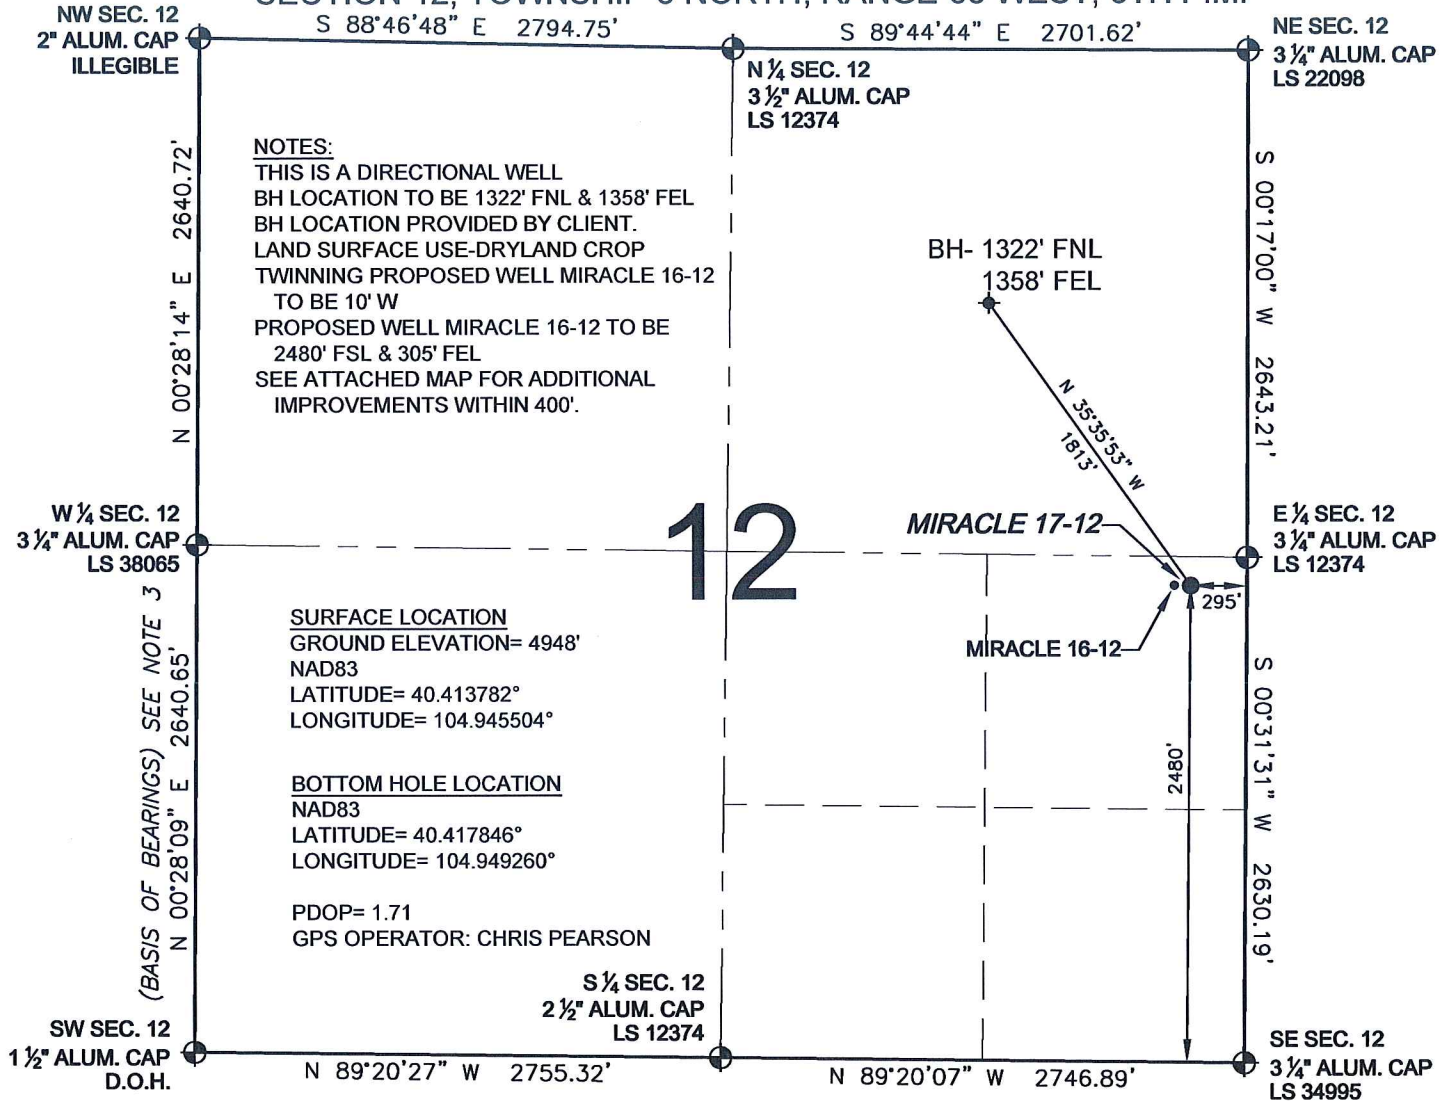 S 88°46'48" E 2794.75'
S 89°44'44" E 2701.62'
NW SEC. 12
2" ALUM. CAP
ILLEGIBLE
N ¼ SEC. 12
3 ½" ALUM. CAP
LS 12374
NE SEC. 12
3 ¼" ALUM. CAP
LS 22098
N 00°28'14" E 2640.72'
NOTES:
THIS IS A DIRECTIONAL WELL
BH LOCATION TO BE 1322' FNL & 1358' FEL
BH LOCATION PROVIDED BY CLIENT.
LAND SURFACE USE-DRYLAND CROP
TWINNING PROPOSED WELL MIRACLE 16-12
TO BE 10' W
PROPOSED WELL MIRACLE 16-12 TO BE
2480' FSL & 305' FEL
SEE ATTACHED MAP FOR ADDITIONAL
IMPROVEMENTS WITHIN 400'.
BH- 1322' FNL
1358' FEL
N 35°35'53" W
1813'
S 00°17'00" W 2643.21'
W ¼ SEC. 12
3 ¼" ALUM. CAP
LS 38065
12
MIRACLE 17-12
E ¼ SEC. 12
3 ¼" ALUM. CAP
LS 12374
295'
MIRACLE 16-12
(BASIS OF BEARINGS) SEE NOTE 3
N 00°28'09" E 2640.65'
SURFACE LOCATION
GROUND ELEVATION= 4948'
NAD83
LATITUDE= 40.413782°
LONGITUDE= 104.945504°
BOTTOM HOLE LOCATION
NAD83
LATITUDE= 40.417846°
LONGITUDE= 104.949260°
PDOP= 1.71
GPS OPERATOR: CHRIS PEARSON
2480'
S 00°31'31" W 2630.19'
S ¼ SEC. 12
2 ½" ALUM. CAP
LS 12374
SW SEC. 12
1 ½" ALUM. CAP
D.O.H.
N 89°20'27" W 2755.32'
N 89°20'07" W 2746.89'
SE SEC. 12
3 ¼" ALUM. CAP
LS 34995